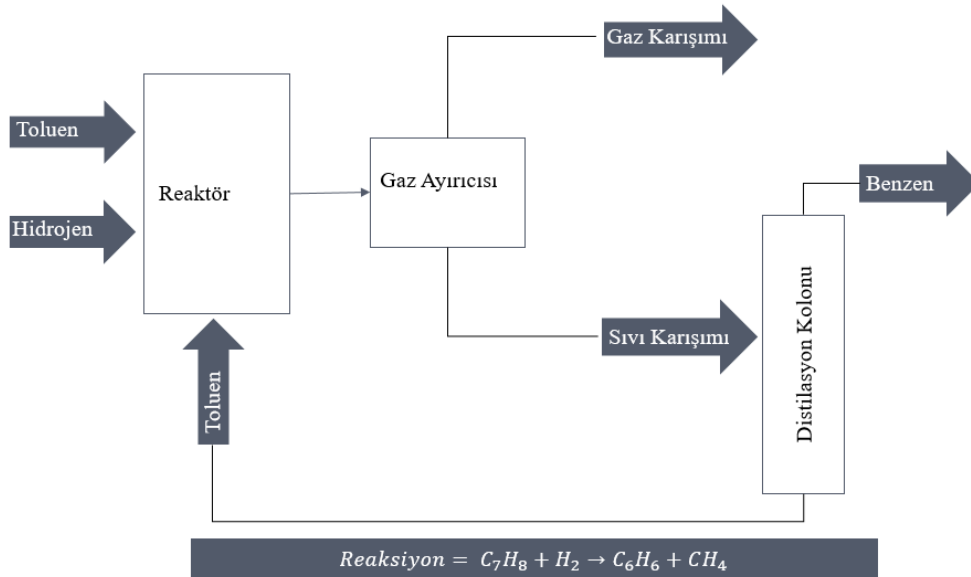 Gaz Karışımı
Toluen
Reaktör
Gaz Ayırıcısı
Benzen
Hidrojen
Sıvı Karışımı
Distilasyon Kolonu
Toluen
Reaksiyon = C₇H₈ + H₂ → C₆H₆ + CH₄